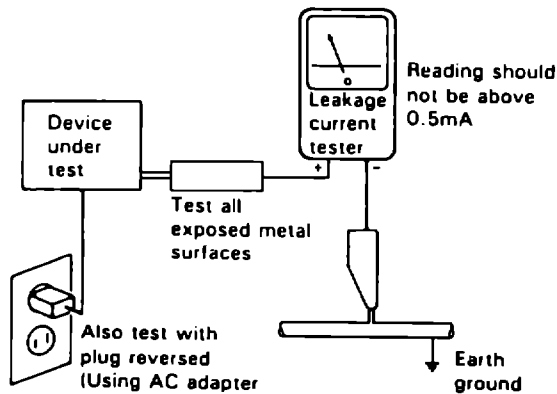 Reading should
not be above
0.5mA
Leakage
current
tester
+
-
Device
under
test
Test all
exposed metal
surfaces
Also test with
plug reversed
(Using AC adapter
Earth
ground